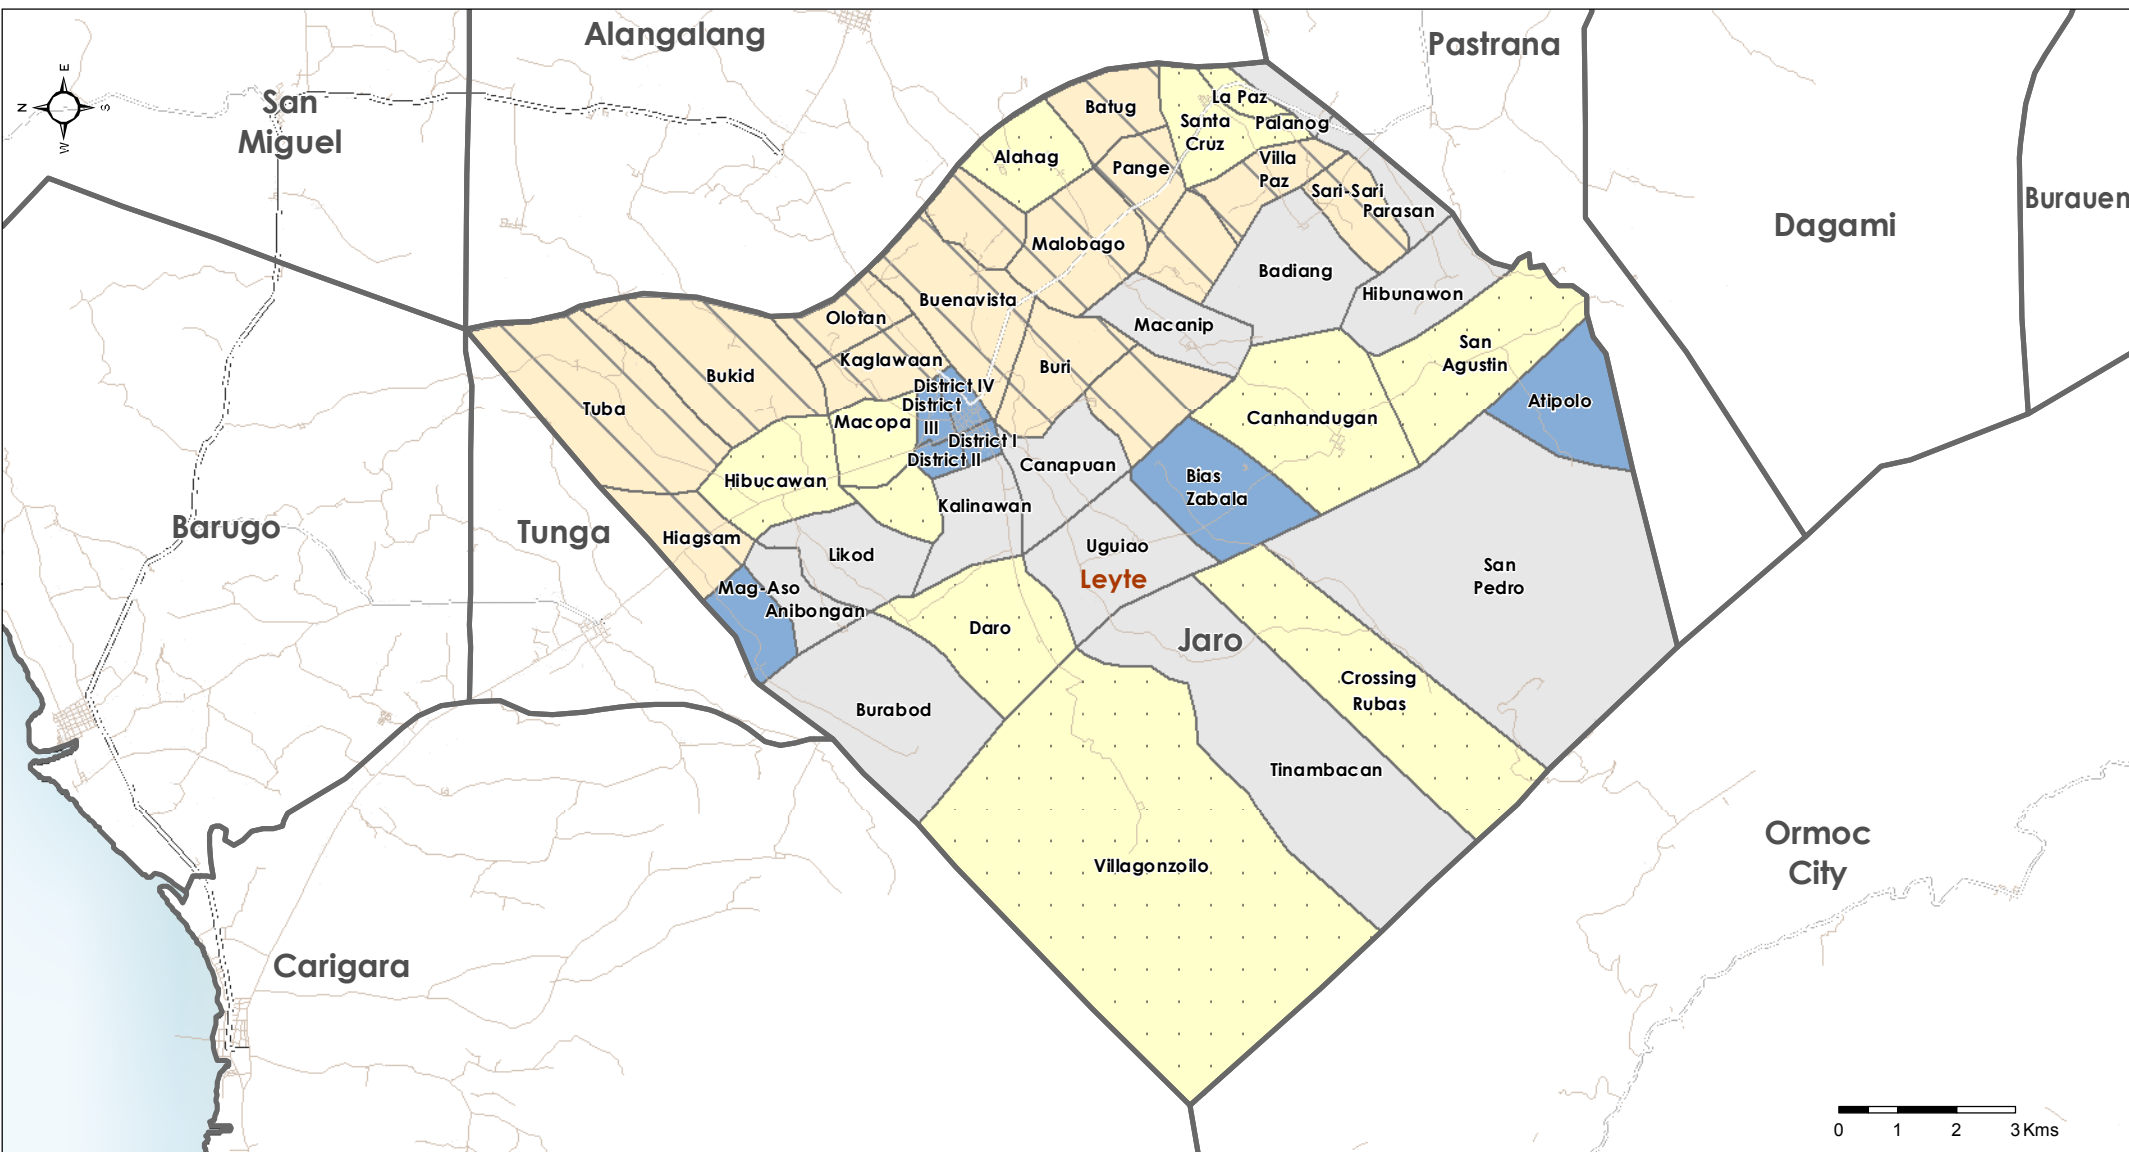 Alangalang
Pastrana
San
Miguel
Dagami
Burauen
Barugo
Tunga
Carigara
Ormoc
City
Jaro
Leyte
E
N
S
W
La Paz
Batug
Santa
Cruz
Palanog
Alahag
Pange
Villa
Paz
Sari-Sari
Parasan
Malobago
Badiang
Hibunawon
Buenavista
Olotan
Macanip
San
Agustin
Kaglawaan
Buri
Bukid
District IV
District
III
Atipolo
Tuba
Macopa
Canhandugan
District I
District II
Canapuan
Bias
Zabala
Hibucawan
Kalinawan
Hiagsam
Likod
Uguiao
San
Pedro
Mag-Aso
Anibongan
Daro
Crossing
Rubas
Burabod
Tinambacan
Villagonzoilo
0 1 2 3 Kms